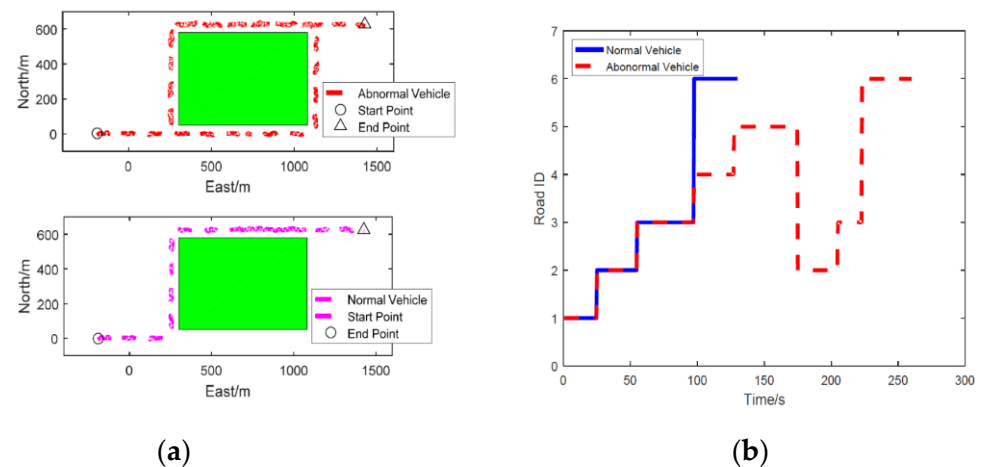 600
400
200
0
North/m
0
500
1000
1500
East/m
Abnormal Vehicle
Start Point
End Point
600
400
200
0
North/m
0
500
1000
1500
East/m
Normal Vehicle
Start Point
End Point
(a)
7
6
5
4
3
2
1
0
Road ID
Normal Vehicle
Abonormal Vehicle
0
50
100
150
200
250
300
Time/s
(b)